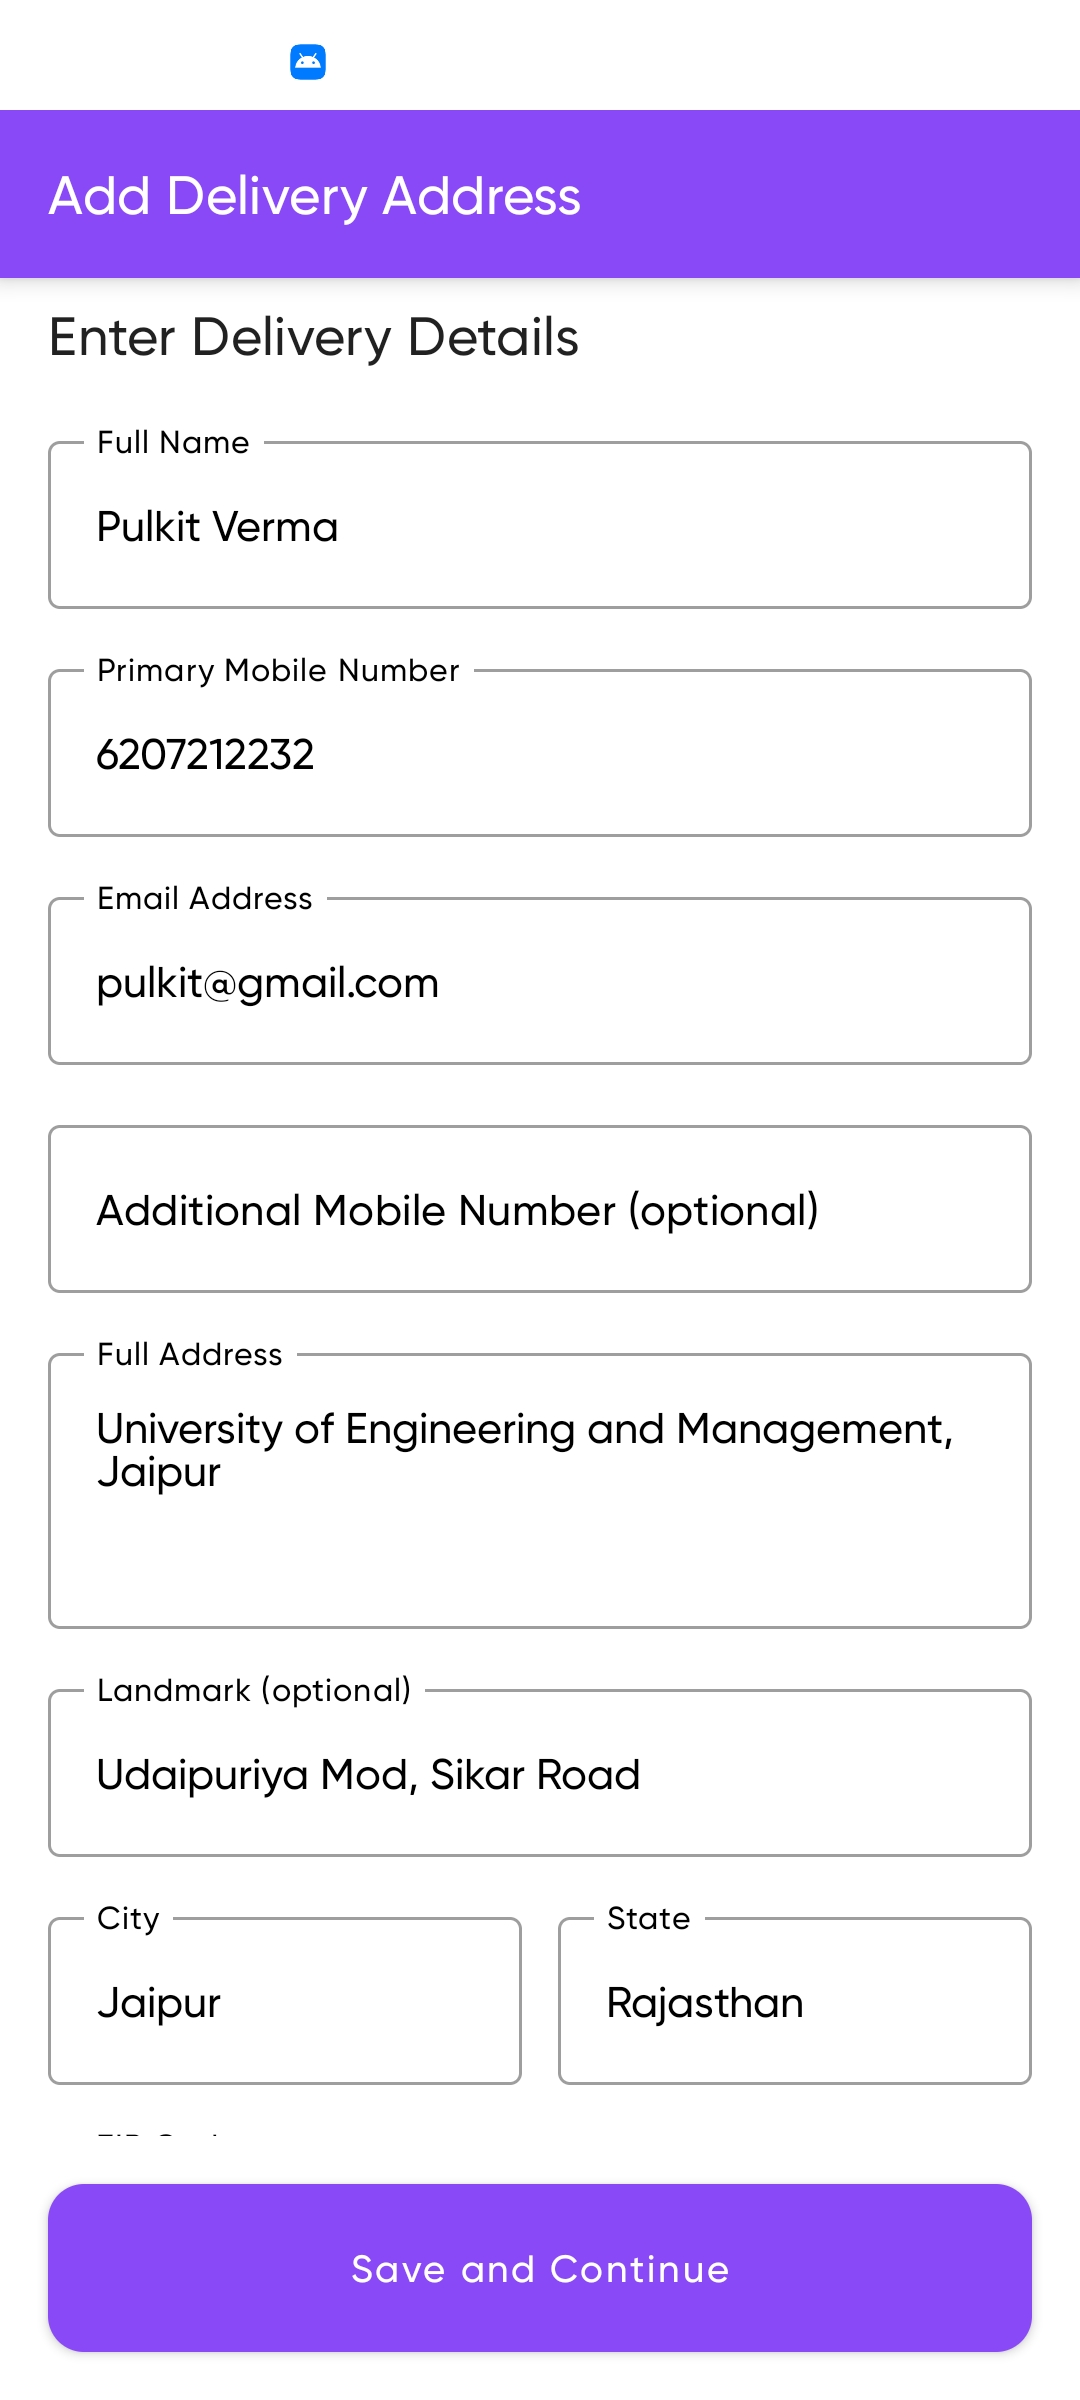 Add Delivery Address
Enter Delivery Details
Full Name
Pulkit Verma
Primary Mobile Number
6207212232
Email Address
pulkit@gmail.com
Additional Mobile Number (optional)
Full Address
University of Engineering and Management,
Jaipur
Landmark (optional)
Udaipuriya Mod, Sikar Road
City
State
Jaipur
Rajasthan
Save and Continue